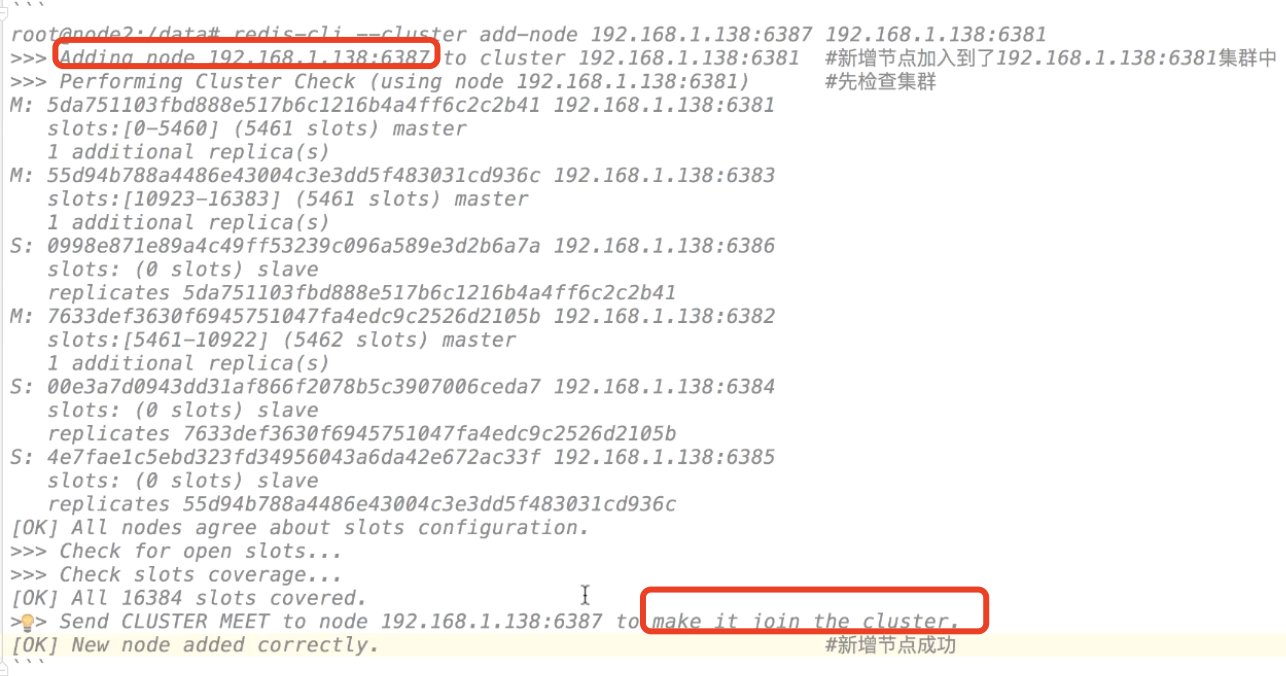 ```
root@node2:/data# redis-cli --cluster add-node 192.168.1.138:6387 192.168.1.138:6381
>>> Adding node 192.168.1.138:6387 to cluster 192.168.1.138:6381 #新增节点加入到了192.168.1.138:6381集群中
>>> Performing Cluster Check (using node 192.168.1.138:6381) #先检查集群
M: 5da751103fbd888e517b6c1216b4a4ff6c2c2b41 192.168.1.138:6381
slots:[0-5460] (5461 slots) master
1 additional replica(s)
M: 55d94b788a4486e43004c3e3dd5f483031cd936c 192.168.1.138:6383
slots:[10923-16383] (5461 slots) master
1 additional replica(s)
S: 0998e871e89a4c49ff53239c096a589e3d2b6a7a 192.168.1.138:6386
slots: (0 slots) slave
replicates 5da751103fbd888e517b6c1216b4a4ff6c2c2b41
M: 7633def3630f6945751047fa4edc9c2526d2105b 192.168.1.138:6382
slots:[5461-10922] (5462 slots) master
1 additional replica(s)
S: 00e3a7d0943dd31af866f2078b5c3907006ceda7 192.168.1.138:6384
slots: (0 slots) slave
replicates 7633def3630f6945751047fa4edc9c2526d2105b
S: 4e7fae1c5ebd323fd34956043a6da42e672ac33f 192.168.1.138:6385
slots: (0 slots) slave
replicates 55d94b788a4486e43004c3e3dd5f483031cd936c
[OK] All nodes agree about slots configuration.
>>> Check for open slots...
>>> Check slots coverage...
[OK] All 16384 slots covered.
>>> Send CLUSTER MEET to node 192.168.1.138:6387 to make it join the cluster.
[OK] New node added correctly. #新增节点成功
```